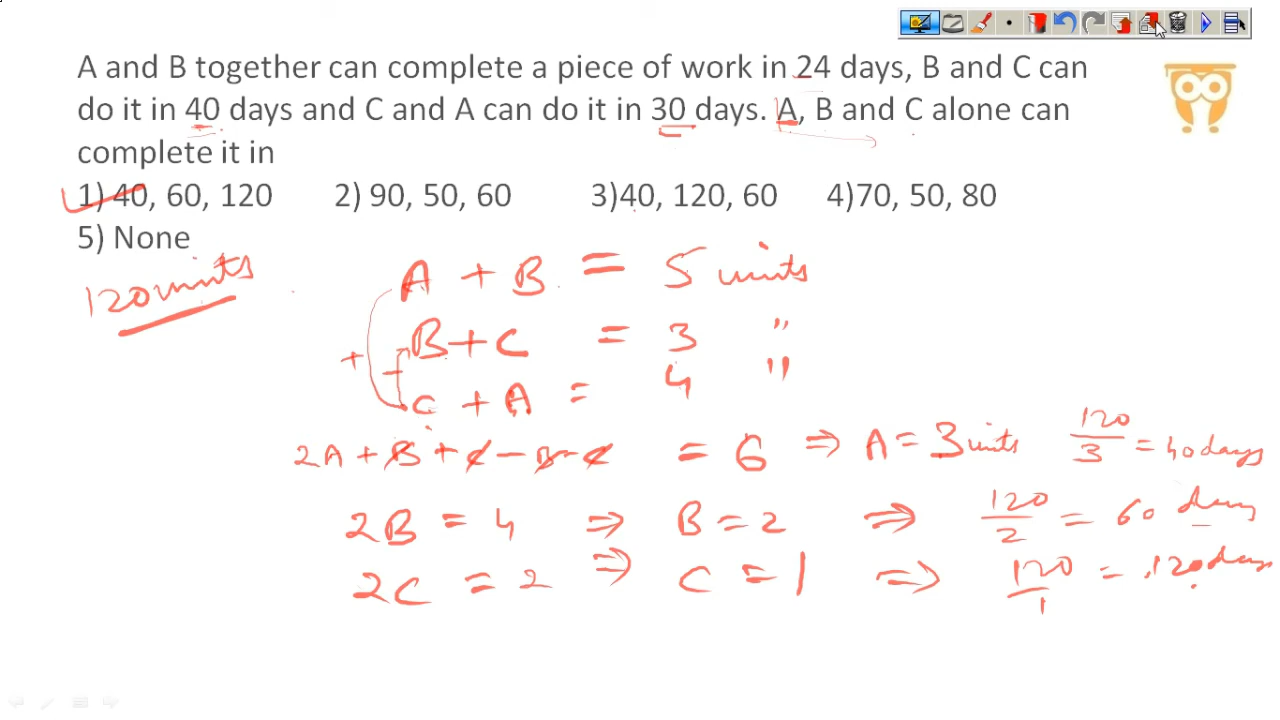 A and B together can complete a piece of work in 24 days, B and C can
do it in 40 days and C and A can do it in 30 days. A, B and C alone can
complete it in
1) 40, 60, 120 2) 90, 50, 60 3)40, 120, 60 4)70, 50, 80
5) None
120 units
A + B = 5 units
B + C = 3 "
C + A = 4 "
+ -
2A + B + C - B - C = 6 ⇒ A = 3 units 120/3 = 40 days
2B = 4 ⇒ B = 2 ⇒ 120/2 = 60 days
2C = 2 ⇒ C = 1 ⇒ 120/1 = 120 days